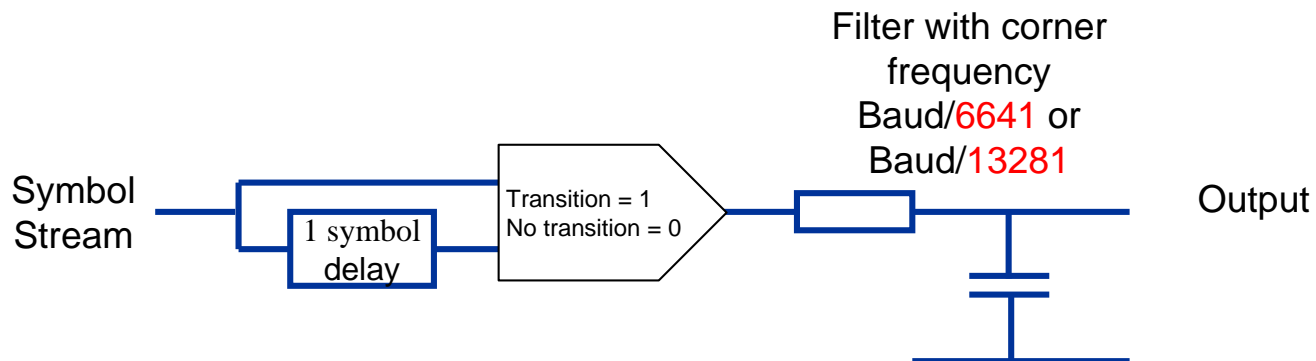 Filter with corner
frequency
Baud/6641 or
Baud/13281
Symbol
Stream
1 symbol
delay
Transition = 1
No transition = 0
Output